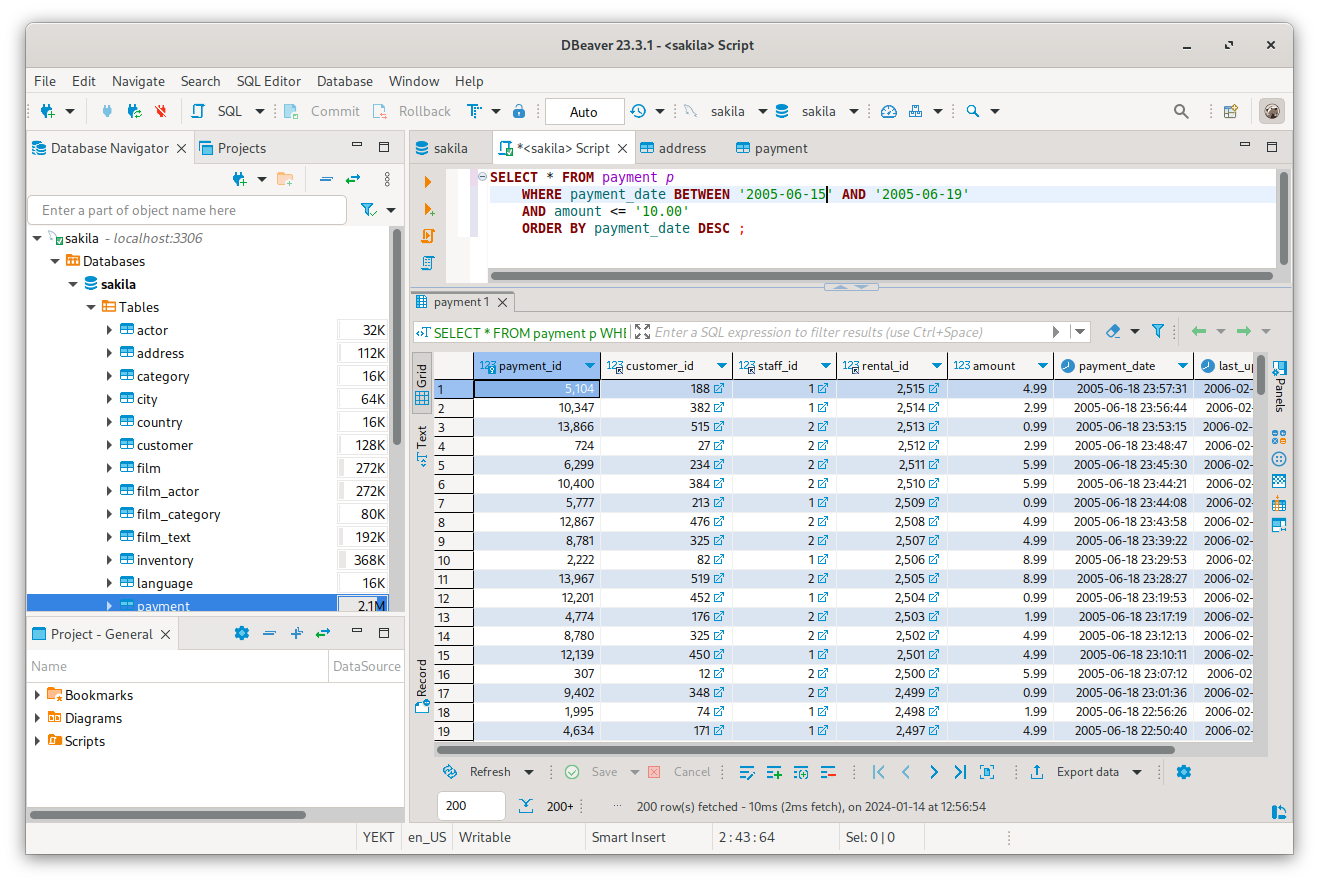 DBeaver 23.3.1 - <sakila> Script
File Edit Navigate Search SQL Editor Database Window Help
SQL Commit Rollback Auto sakila sakila
Database Navigator Projects
Enter a part of object name here
sakila - localhost:3306
Databases
sakila
Tables
actor 32K
address 112K
category 16K
city 64K
country 16K
customer 128K
film 272K
film_actor 272K
film_category 80K
film_text 192K
inventory 368K
language 16K
payment 2.1M
Project - General
Name DataSource
Bookmarks
Diagrams
Scripts
sakila *<sakila> Script address payment
SELECT * FROM payment p
WHERE payment_date BETWEEN '2005-06-15' AND '2005-06-19'
AND amount <= '10.00'
ORDER BY payment_date DESC ;
payment 1
SELECT * FROM payment p WHE Enter a SQL expression to filter results (use Ctrl+Space)
Grid
Text
Record
Panels
123 payment_id 123 customer_id 123 staff_id 123 rental_id 123 amount payment_date last_up
1 5,104 188 1 2,515 4.99 2005-06-18 23:57:31 2006-02-
2 10,347 382 1 2,514 2.99 2005-06-18 23:56:44 2006-02-
3 13,866 515 2 2,513 0.99 2005-06-18 23:53:15 2006-02-
4 724 27 2 2,512 2.99 2005-06-18 23:48:47 2006-02-
5 6,299 234 2 2,511 5.99 2005-06-18 23:45:30 2006-02-
6 10,400 384 2 2,510 5.99 2005-06-18 23:44:21 2006-02-
7 5,777 213 1 2,509 0.99 2005-06-18 23:44:08 2006-02-
8 12,867 476 2 2,508 4.99 2005-06-18 23:43:58 2006-02-
9 8,781 325 2 2,507 4.99 2005-06-18 23:39:22 2006-02-
10 2,222 82 1 2,506 8.99 2005-06-18 23:29:53 2006-02-
11 13,967 519 2 2,505 8.99 2005-06-18 23:28:27 2006-02-
12 12,201 452 1 2,504 0.99 2005-06-18 23:19:53 2006-02-
13 4,774 176 2 2,503 1.99 2005-06-18 23:17:19 2006-02-
14 8,780 325 2 2,502 4.99 2005-06-18 23:12:13 2006-02-
15 12,139 450 1 2,501 4.99 2005-06-18 23:10:11 2006-02-
16 307 12 2 2,500 5.99 2005-06-18 23:07:12 2006-02-
17 9,402 348 2 2,499 0.99 2005-06-18 23:01:36 2006-02-
18 1,995 74 1 2,498 1.99 2005-06-18 22:56:26 2006-02-
19 4,634 171 1 2,497 4.99 2005-06-18 22:50:40 2006-02-
Refresh Save Cancel Export data
200 200+ ... 200 row(s) fetched - 10ms (2ms fetch), on 2024-01-14 at 12:56:54
YEKT en_US Writable Smart Insert 2 : 43 : 64 Sel: 0 | 0